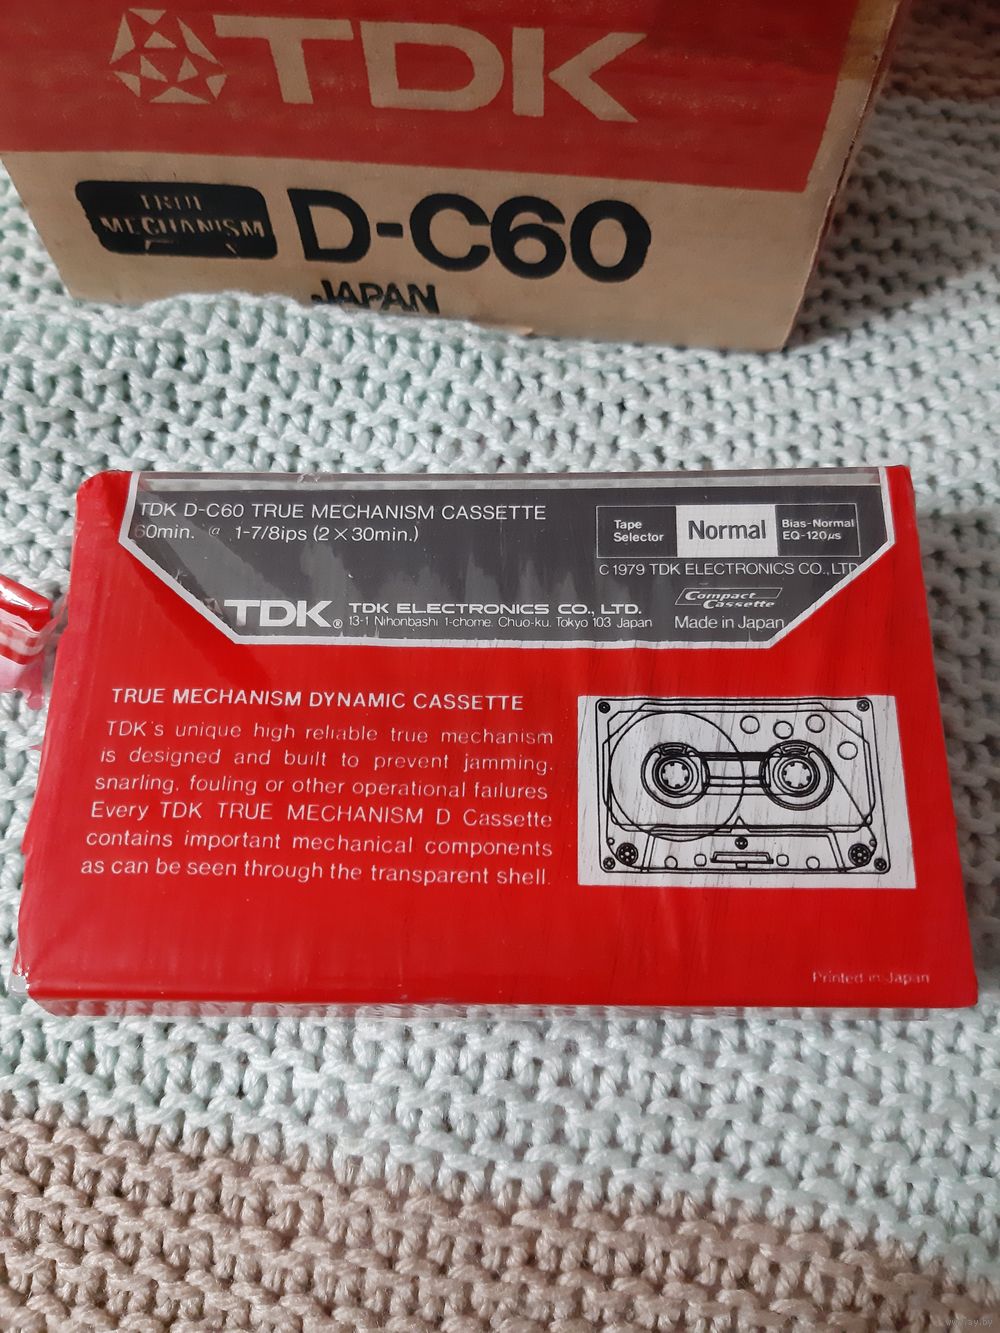 TDK
TRUE
MECHANISM
D-C60
JAPAN
TDK D-C60 TRUE MECHANISM CASSETTE
60min. @ 1-7/8ips (2×30min.)
Tape
Selector
Normal
Bias-Normal
EQ-120μs
©1979 TDK ELECTRONICS CO., LTD
Compact
Cassette
TDK® TDK ELECTRONICS CO., LTD.
13-1 Nihonbashi 1-chome. Chuo-ku. Tokyo 103 Japan
Made in Japan
TRUE MECHANISM DYNAMIC CASSETTE
TDK's unique high reliable true mechanism
is designed and built to prevent jamming.
snarling, fouling or other operational failures
Every TDK TRUE MECHANISM D Cassette
contains important mechanical components
as can be seen through the transparent shell.
Printed in Japan